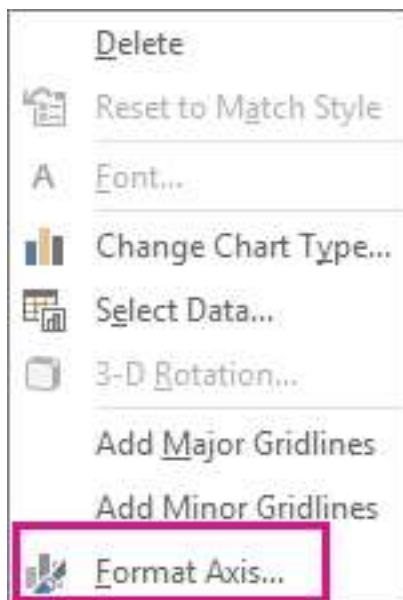 Delete
Reset to Match Style
A Font...
Change Chart Type...
Select Data...
3-D Rotation...
Add Major Gridlines
Add Minor Gridlines
Format Axis...